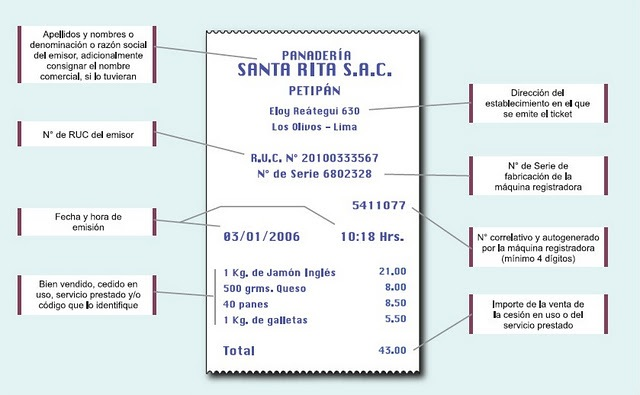 Apellidos y nombres o
denominación o razón social
del emisor, adicionalmente
consignar el nombre
comercial, si lo tuvieran
N° de RUC del emisor
Fecha y hora de
emisión
Bien vendido, cedido en
uso, servicio prestado y/o
código que lo identifique
PANADERÍA
SANTA RITA S.A.C.
PETIPÁN
Eloy Reátegui 630
Los Olivos - Lima
R.U.C. N° 20100333567
N° de Serie 6802328
5411077
03/01/2006 10:18 Hrs.
1 Kg. de Jamón Inglés 21.00
500 grms. Queso 8.00
40 panes 8.50
1 Kg. de galletas 5.50
Total 43.00
Dirección del
establecimiento en el que
se emite el ticket
N° de Serie de
fabricación de la
máquina registradora
N° correlativo y autogenerado
por la máquina registradora
(mínimo 4 dígitos)
Importe de la venta de
la cesión en uso o del
servicio prestado